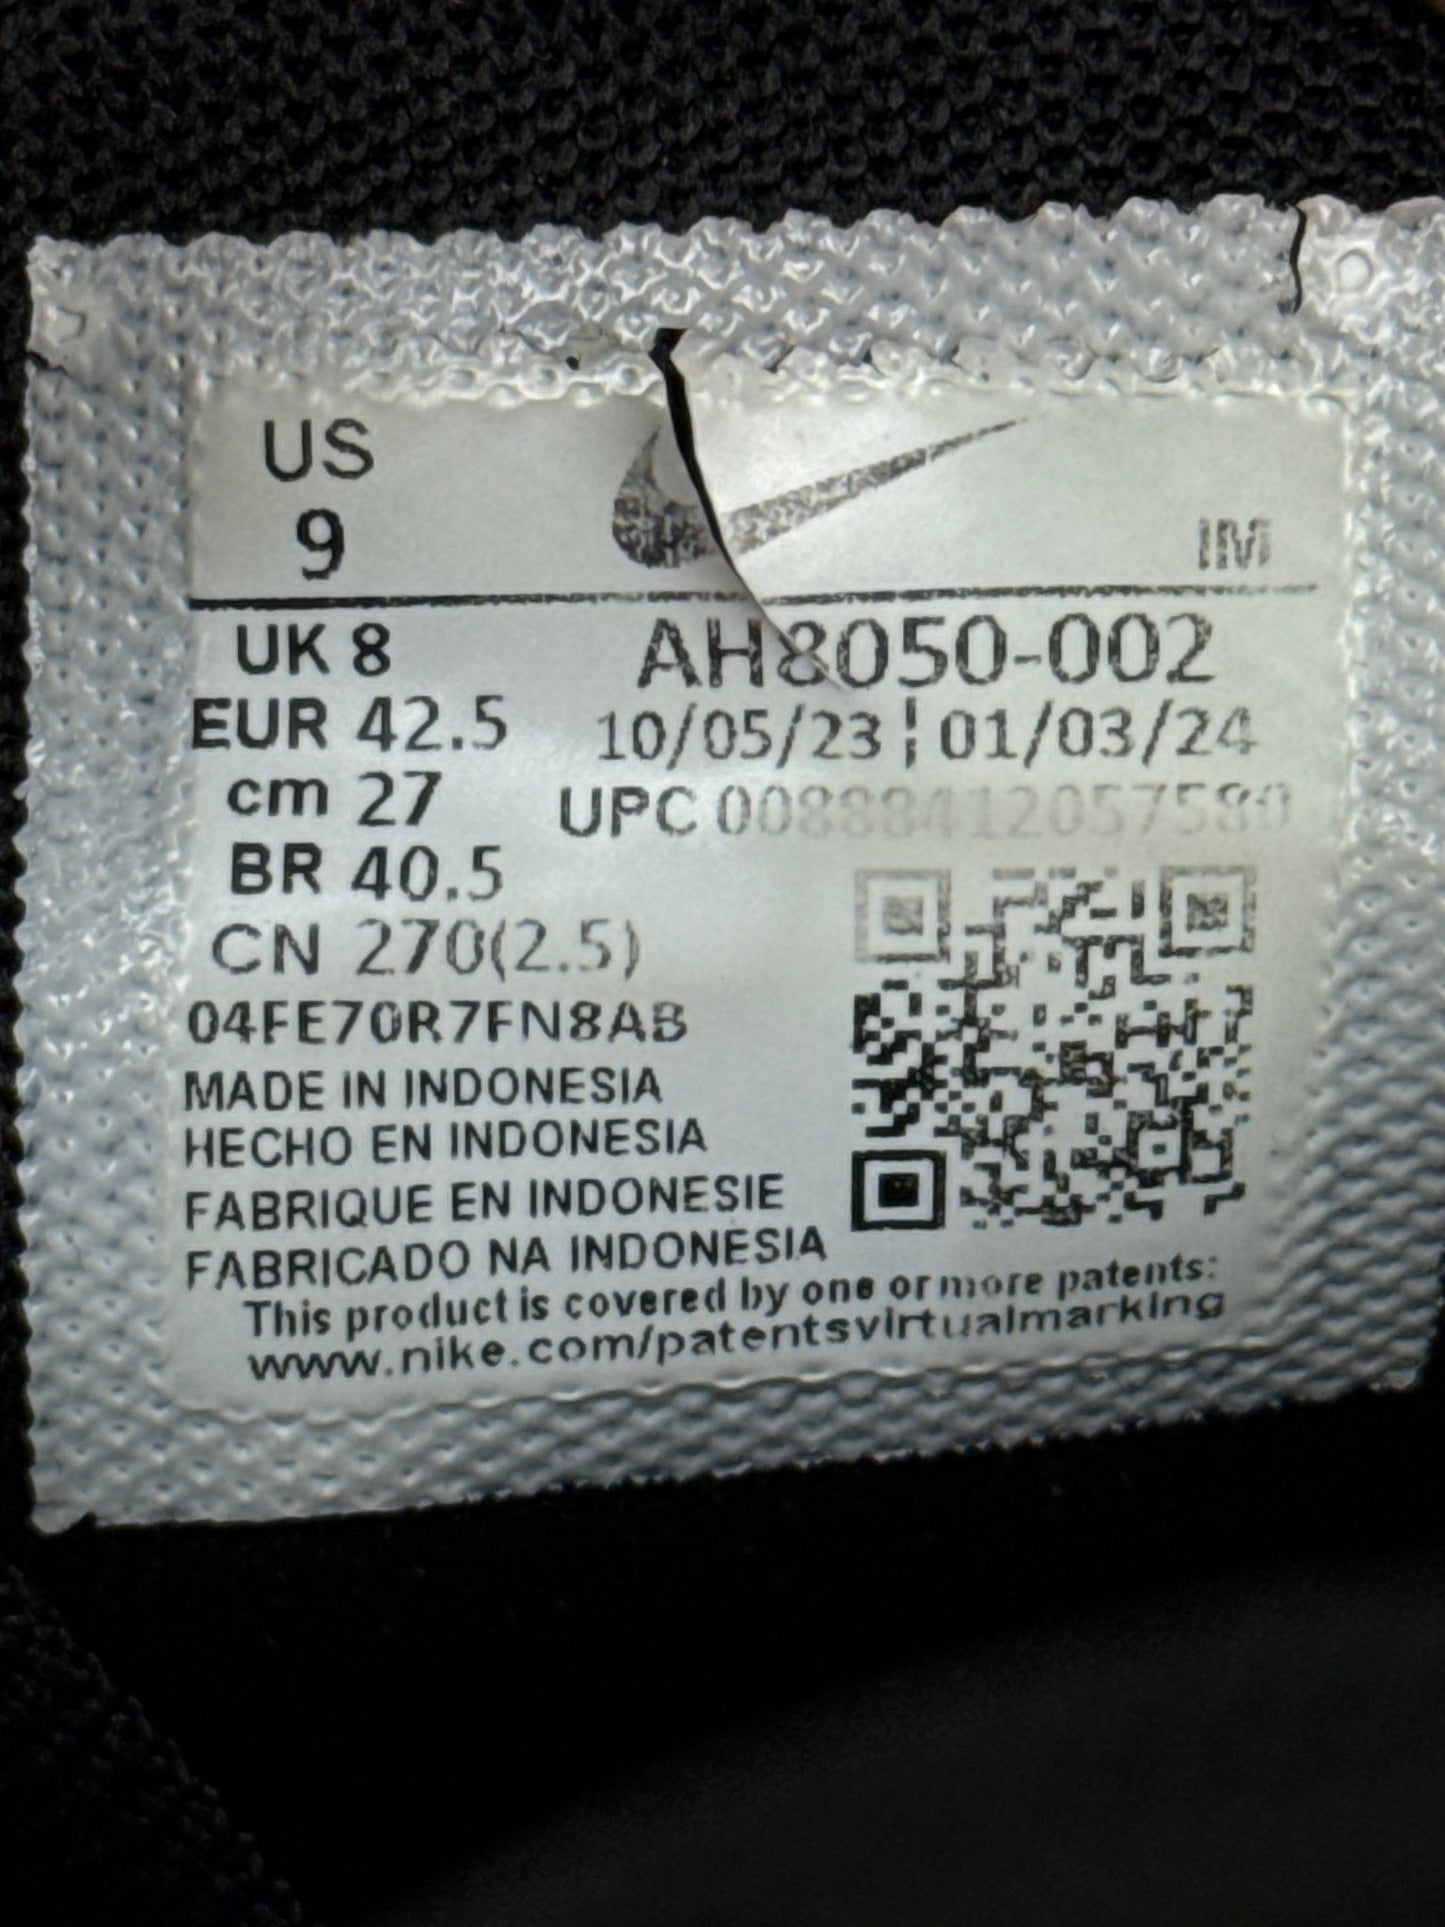 US
9
IM
UK 8
AH8050-002
EUR 42.5
10/05/23 ¦ 01/03/24
cm 27
UPC 00888412057580
BR 40.5
CN 270(2.5)
04FE70R7FN8AB
MADE IN INDONESIA
HECHO EN INDONESIA
FABRIQUE EN INDONESIE
FABRICADO NA INDONESIA
This product is covered by one or more patents:
www.nike.com/patentsvirtualmarking